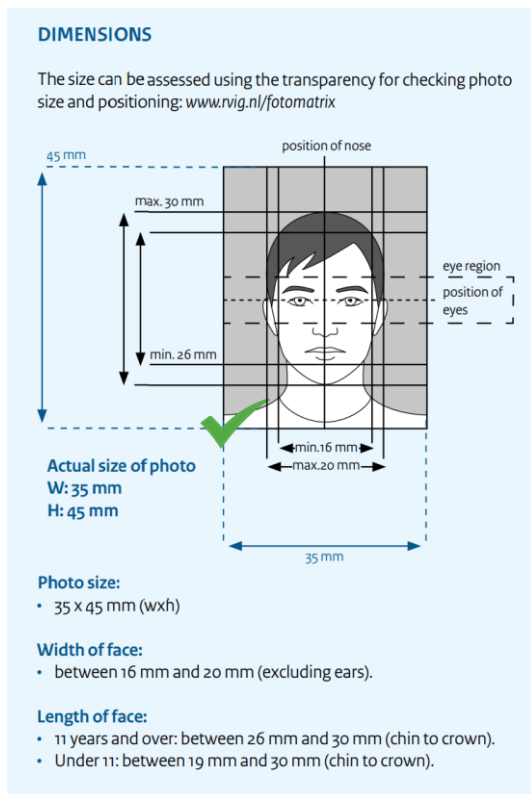 DIMENSIONS
The size can be assessed using the transparency for checking photo
size and positioning: www.rvig.nl/fotomatrix
position of nose
45 mm
max. 30 mm
eye region
position of
eyes
min. 26 mm
min.16 mm
max.20 mm
Actual size of photo
W: 35 mm
H: 45 mm
35 mm
Photo size:
• 35 x 45 mm (wxh)
Width of face:
• between 16 mm and 20 mm (excluding ears).
Length of face:
• 11 years and over: between 26 mm and 30 mm (chin to crown).
• Under 11: between 19 mm and 30 mm (chin to crown).